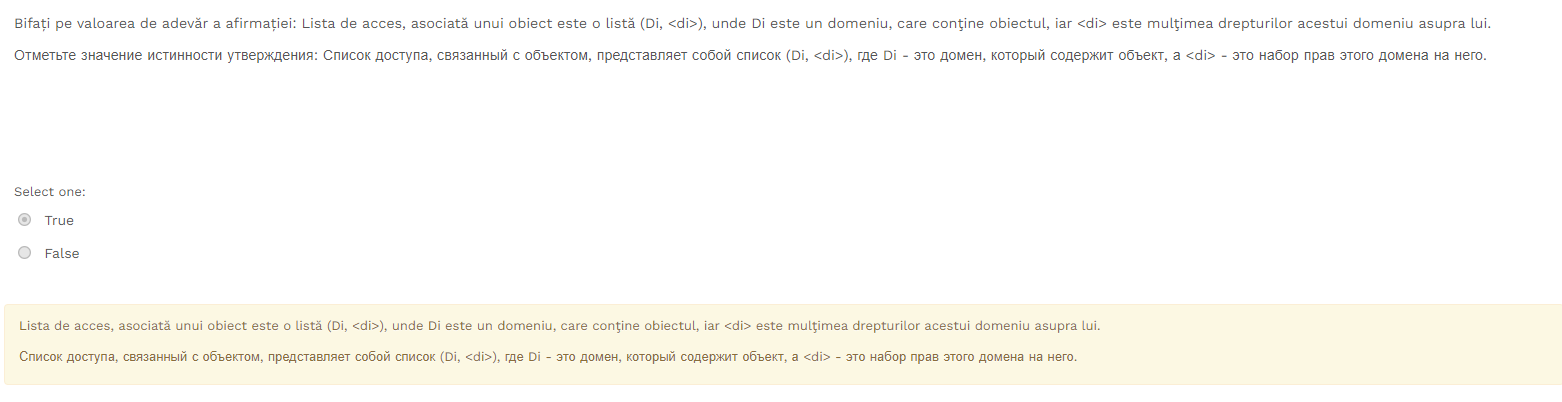 Bifați pe valoarea de adevăr a afirmației: Lista de acces, asociată unui obiect este o listă (Di, <di>), unde Di este un domeniu, care conţine obiectul, iar <di> este mulţimea drepturilor acestui domeniu asupra lui.
Отметьте значение истинности утверждения: Список доступа, связанный с объектом, представляет собой список (Di, <di>), где Di - это домен, который содержит объект, а <di> - это набор прав этого домена на него.
Select one:
True
False
Lista de acces, asociată unui obiect este o listă (Di, <di>), unde Di este un domeniu, care conţine obiectul, iar <di> este mulţimea drepturilor acestui domeniu asupra lui.
Список доступа, связанный с объектом, представляет собой список (Di, <di>), где Di - это домен, который содержит объект, а <di> - это набор прав этого домена на него.